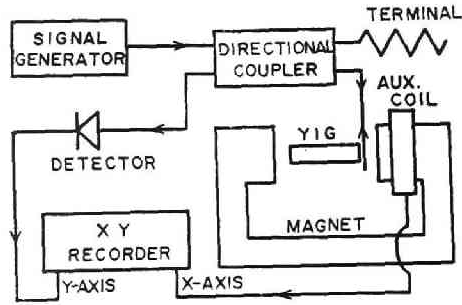 TERMINAL
SIGNAL
GENERATOR
DIRECTIONAL
COUPLER
AUX.
COIL
YIG
DETECTOR
MAGNET
X Y
RECORDER
Y-AXIS
X-AXIS